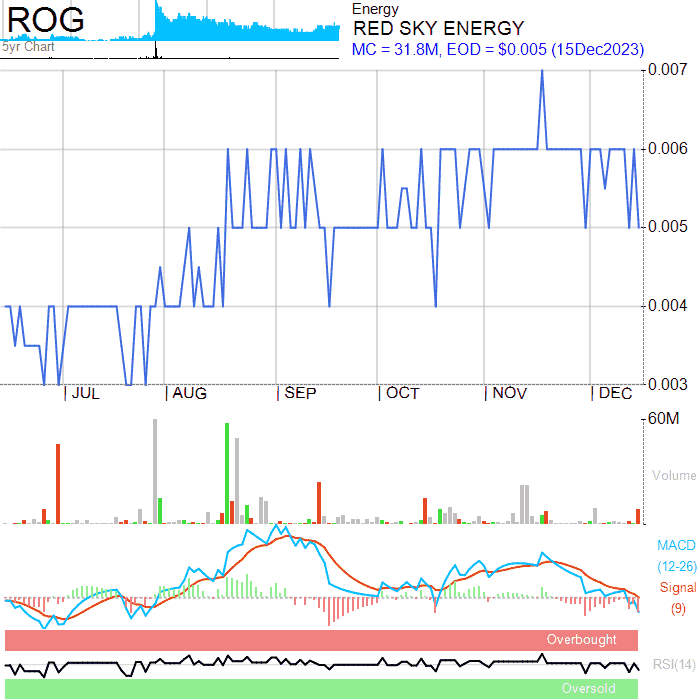 ROG
5yr Chart
Energy
RED SKY ENERGY
MC = 31.8M, EOD = $0.005 (15Dec2023)
0.007
0.006
0.005
0.004
0.003
JUL AUG SEP OCT NOV DEC
60M
Volume
MACD
(12-26)
Signal
(9)
Overbought
RSI(14)
Oversold